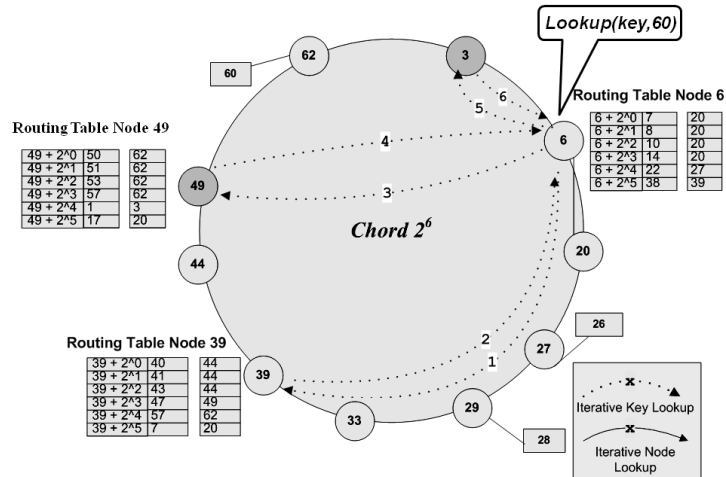 Lookup(key,60)
62
3
60
6
5
Routing Table Node 6
6 + 2^0 7 20
6 + 2^1 8 20
6 + 2^2 10 20
6 + 2^3 14 20
6 + 2^4 22 27
6 + 2^5 38 39
Routing Table Node 49
49 + 2^0 50 62
49 + 2^1 51 62
49 + 2^2 53 62
49 + 2^3 57 62
49 + 2^4 1 3
49 + 2^5 17 20
4
6
49
3
Chord 2^6
20
44
26
2
27
1
Routing Table Node 39
39 + 2^0 40 44
39 + 2^1 41 44
39 + 2^2 43 44
39 + 2^3 47 49
39 + 2^4 57 62
39 + 2^5 7 20
39
33
29
28
x
Iterative Key Lookup
x
Iterative Node
Lookup